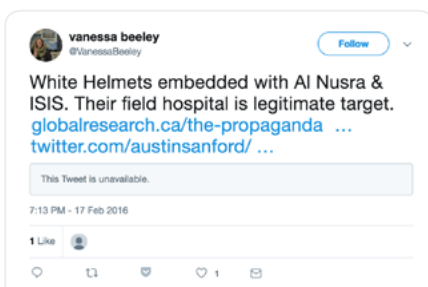 vanessa beeley
@VanessaBeeley
Follow
White Helmets embedded with Al Nusra &
ISIS. Their field hospital is legitimate target.
globalresearch.ca/the-propaganda ...
twitter.com/austinsanford/ ...
This Tweet is unavailable.
7:13 PM - 17 Feb 2016
1 Like
1